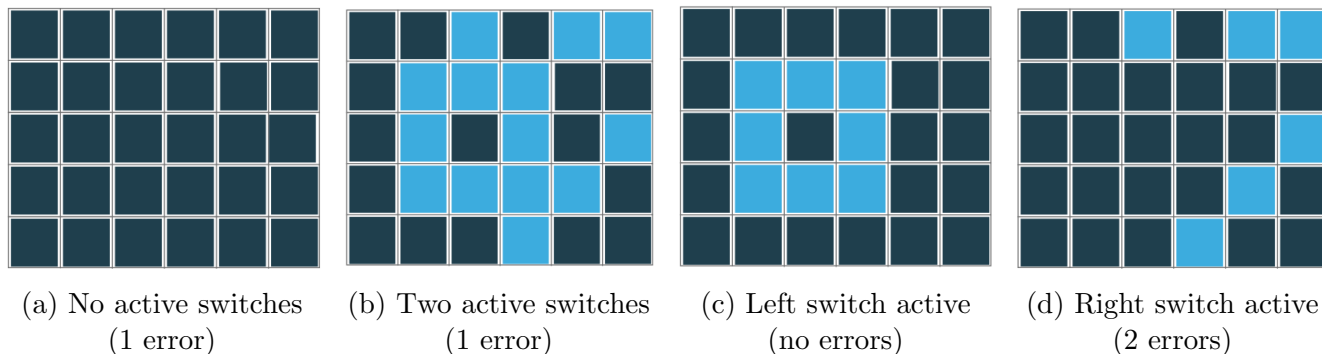 (a) No active switches
(1 error)
(b) Two active switches
(1 error)
(c) Left switch active
(no errors)
(d) Right switch active
(2 errors)